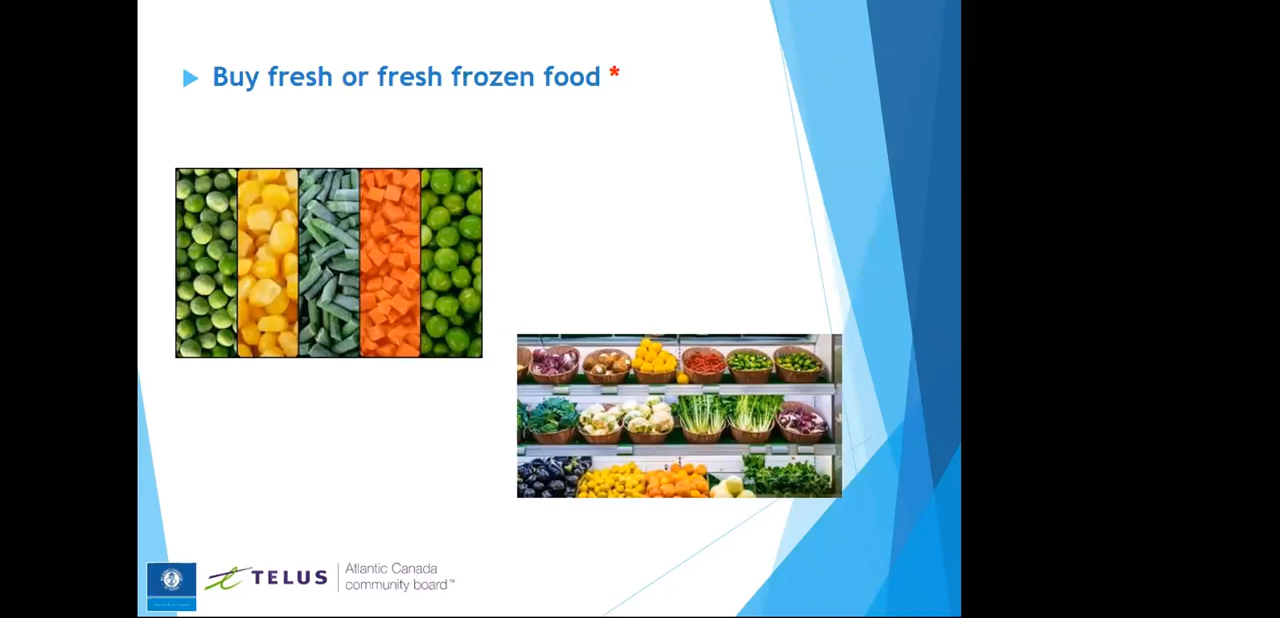 Buy fresh or fresh frozen food *
TELUS
Atlantic Canada
community board™